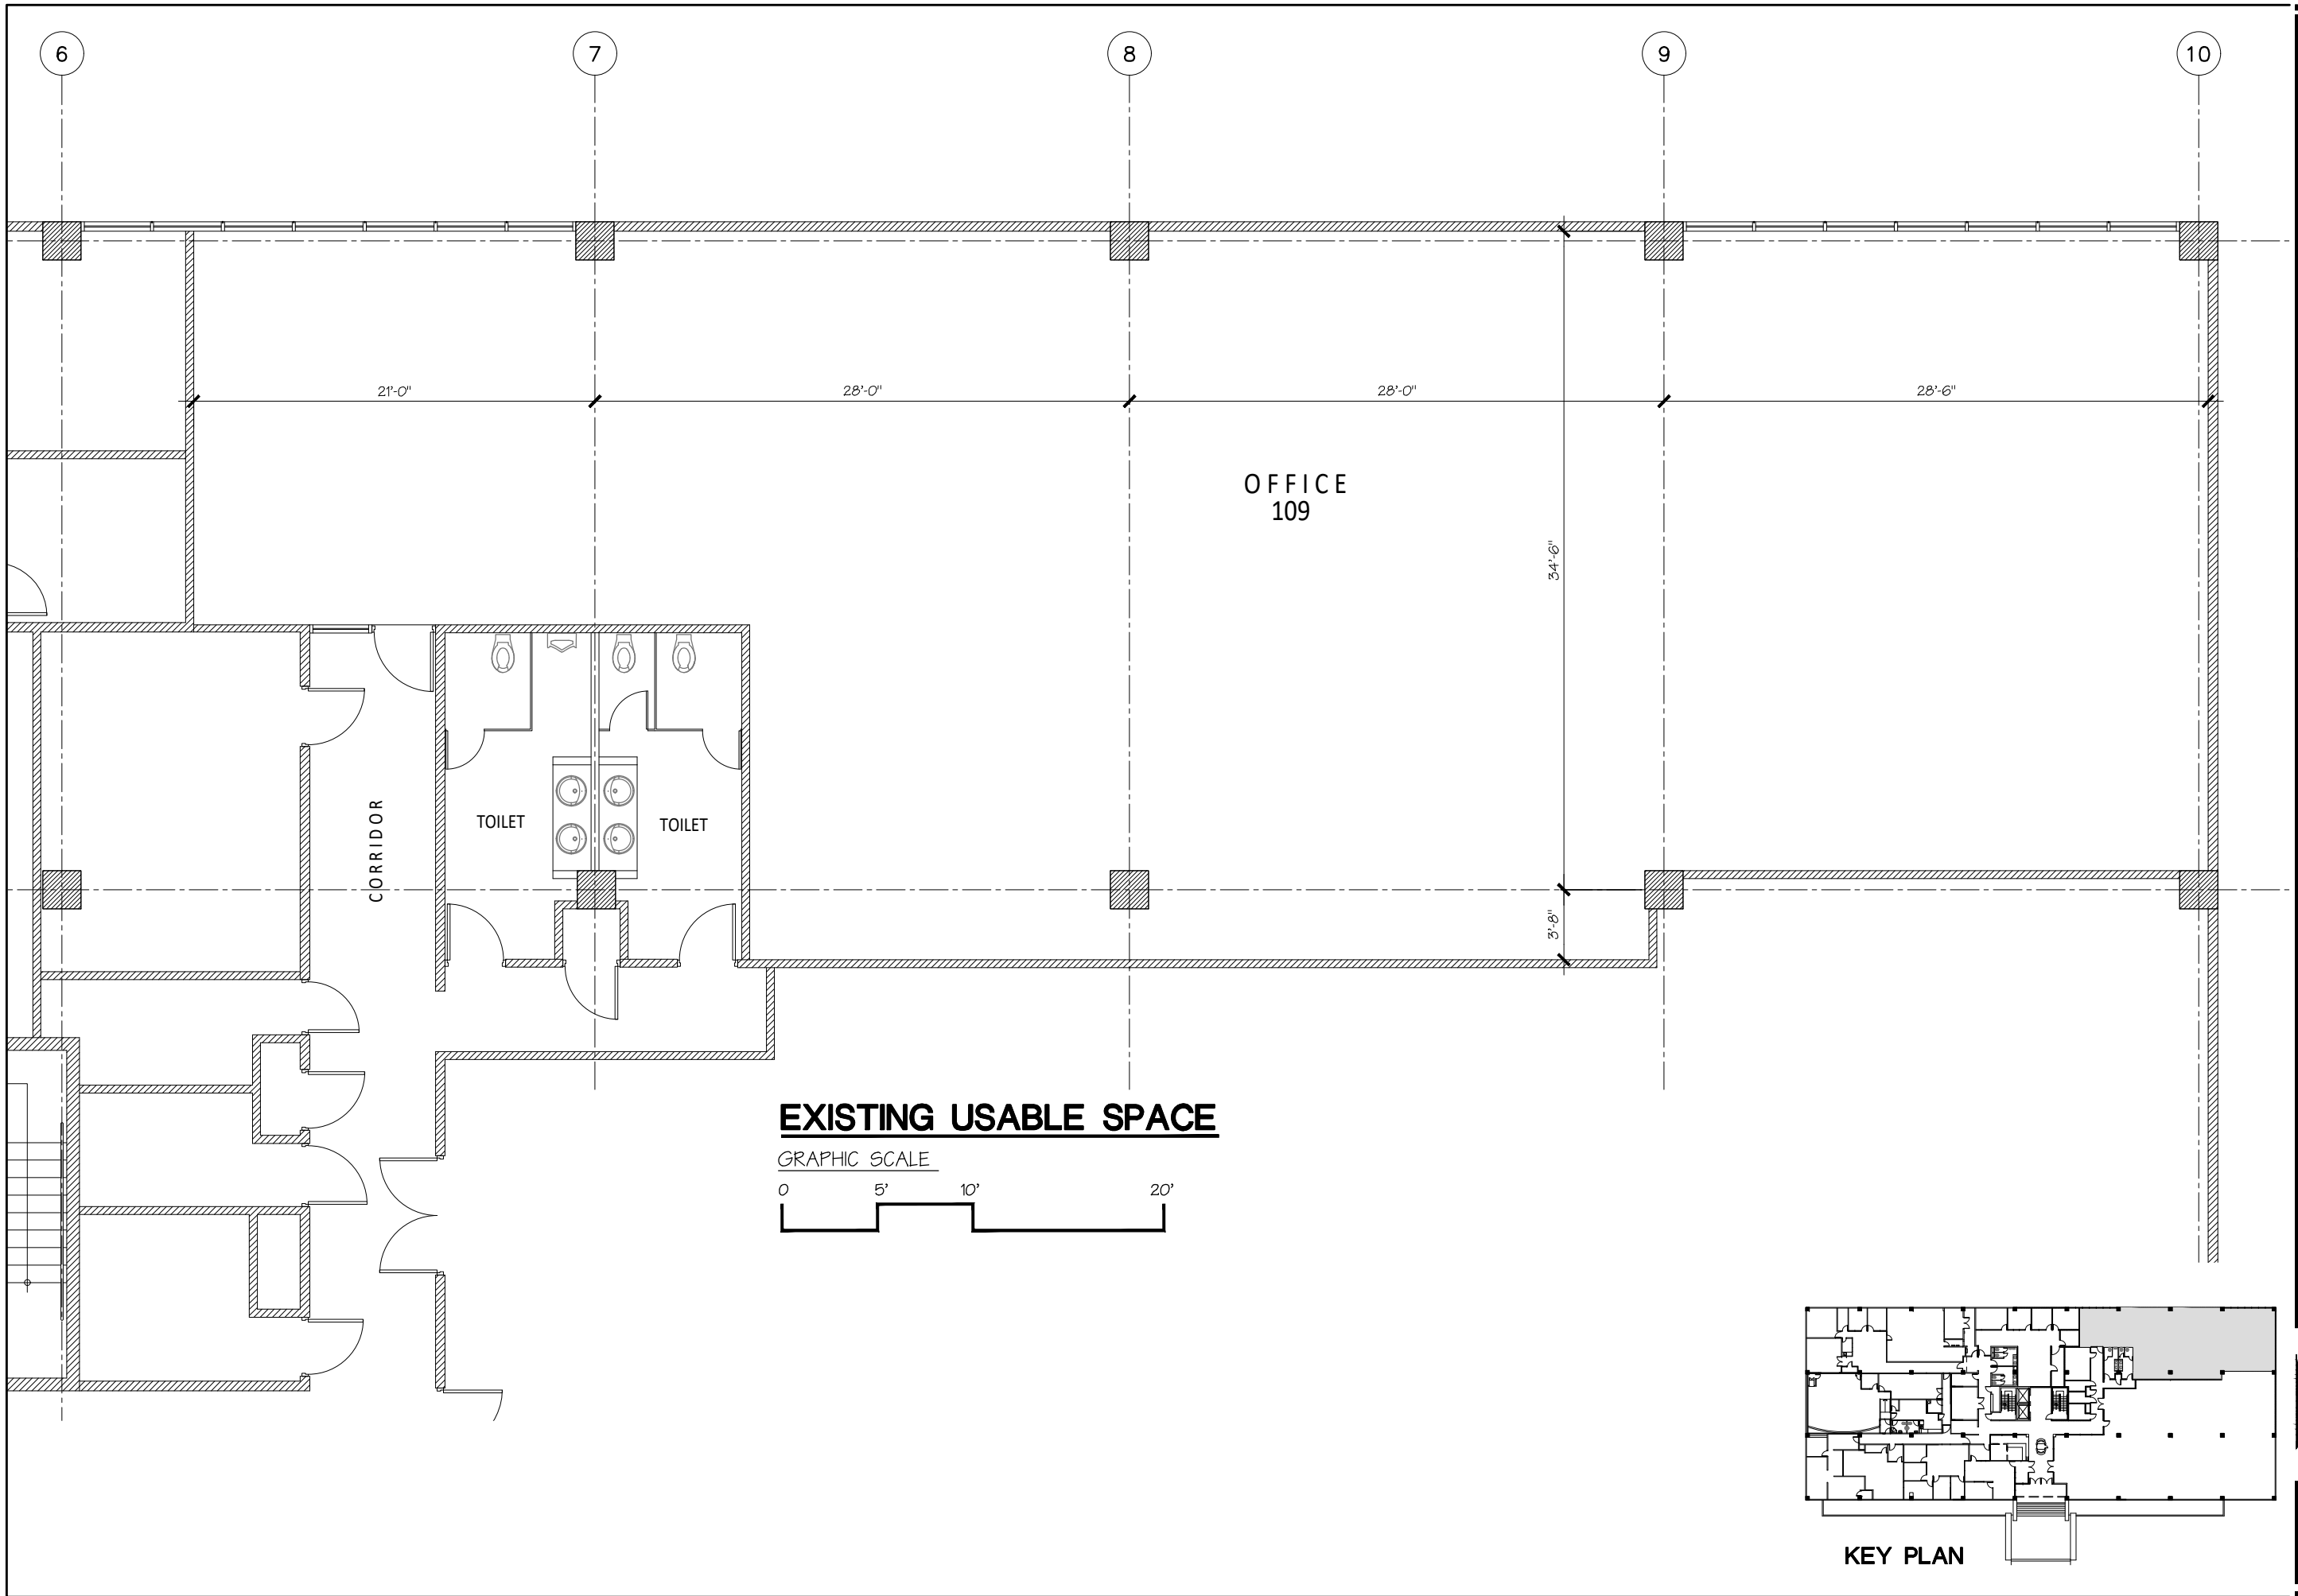 6
7
8
9
10
21'-0"
28'-0"
28'-0"
28'-6"
OFFICE
109
34'-6"
TOILET
TOILET
CORRIDOR
3'-8"
EXISTING USABLE SPACE
GRAPHIC SCALE
0
5'
10'
20'
KEY PLAN